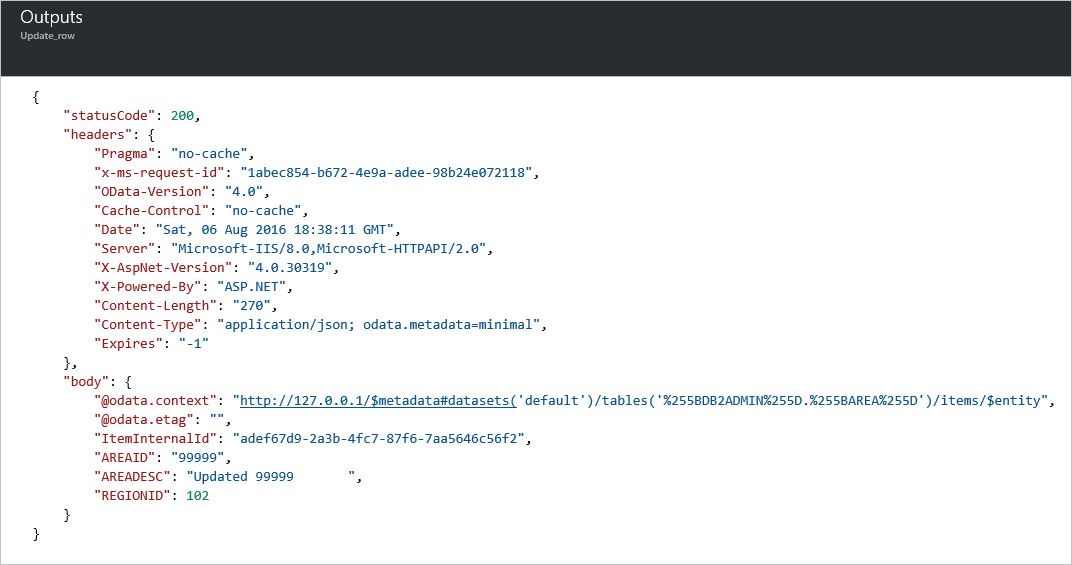 Outputs
Update_row
{
    "statusCode": 200,
    "headers": {
        "Pragma": "no-cache",
        "x-ms-request-id": "1abec854-b672-4e9a-adee-98b24e072118",
        "OData-Version": "4.0",
        "Cache-Control": "no-cache",
        "Date": "Sat, 06 Aug 2016 18:38:11 GMT",
        "Server": "Microsoft-IIS/8.0,Microsoft-HTTPAPI/2.0",
        "X-AspNet-Version": "4.0.30319",
        "X-Powered-By": "ASP.NET",
        "Content-Length": "270",
        "Content-Type": "application/json; odata.metadata=minimal",
        "Expires": "-1"
    },
    "body": {
        "@odata.context": "http://127.0.0.1/$metadata#datasets('default')/tables('%255BDB2ADMIN%255D.%255BAREA%255D')/items/$entity",
        "@odata.etag": "",
        "ItemInternalId": "adef67d9-2a3b-4fc7-87f6-7aa5646c56f2",
        "AREAID": "99999",
        "AREADESC": "Updated 99999       ",
        "REGIONID": 102
    }
}